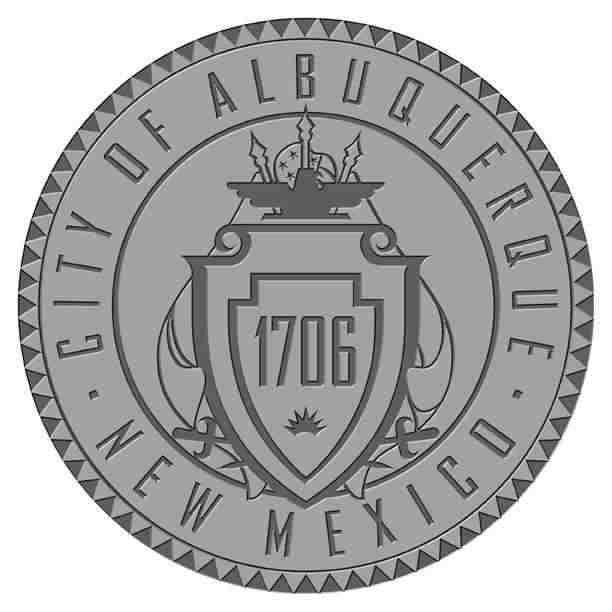 CITY OF ALBUQUERQUE
1706
· NEW MEXICO ·